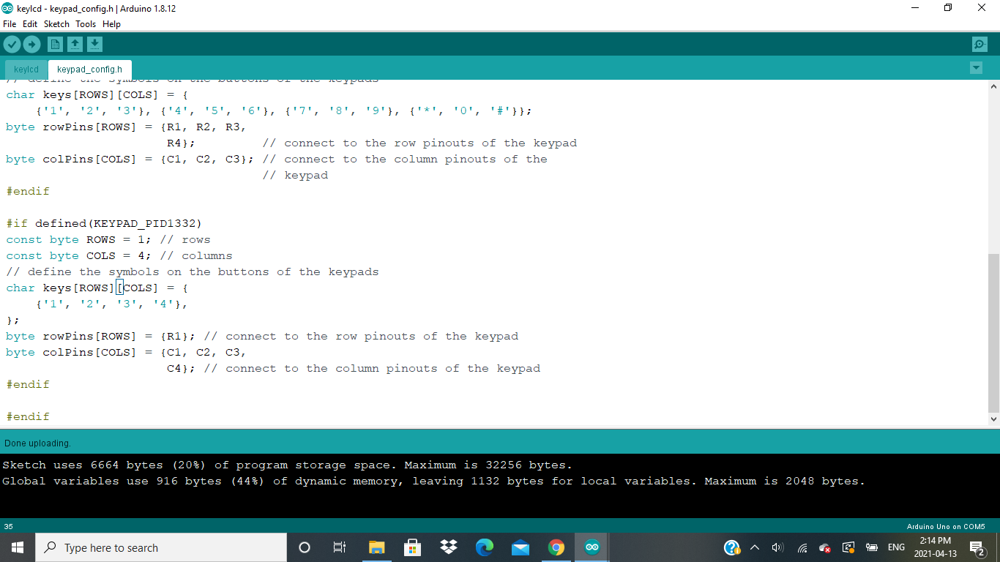 keylcd - keypad_config.h | Arduino 1.8.12
File Edit Sketch Tools Help
keylcd keypad_config.h
// define the symbols on the buttons of the keypads
char keys[ROWS][COLS] = {
{'1', '2', '3'}, {'4', '5', '6'}, {'7', '8', '9'}, {'*', '0', '#'}};
byte rowPins[ROWS] = {R1, R2, R3,
R4}; // connect to the row pinouts of the keypad
byte colPins[COLS] = {C1, C2, C3}; // connect to the column pinouts of the
// keypad
#endif
#if defined(KEYPAD_PID1332)
const byte ROWS = 1; // rows
const byte COLS = 4; // columns
// define the symbols on the buttons of the keypads
char keys[ROWS][COLS] = {
{'1', '2', '3', '4'},
};
byte rowPins[ROWS] = {R1}; // connect to the row pinouts of the keypad
byte colPins[COLS] = {C1, C2, C3,
C4}; // connect to the column pinouts of the keypad
#endif
#endif
Done uploading.
Sketch uses 6664 bytes (20%) of program storage space. Maximum is 32256 bytes.
Global variables use 916 bytes (44%) of dynamic memory, leaving 1132 bytes for local variables. Maximum is 2048 bytes.
35 Arduino Uno on COM5
Type here to search
ENG
2:14 PM
2021-04-13
2